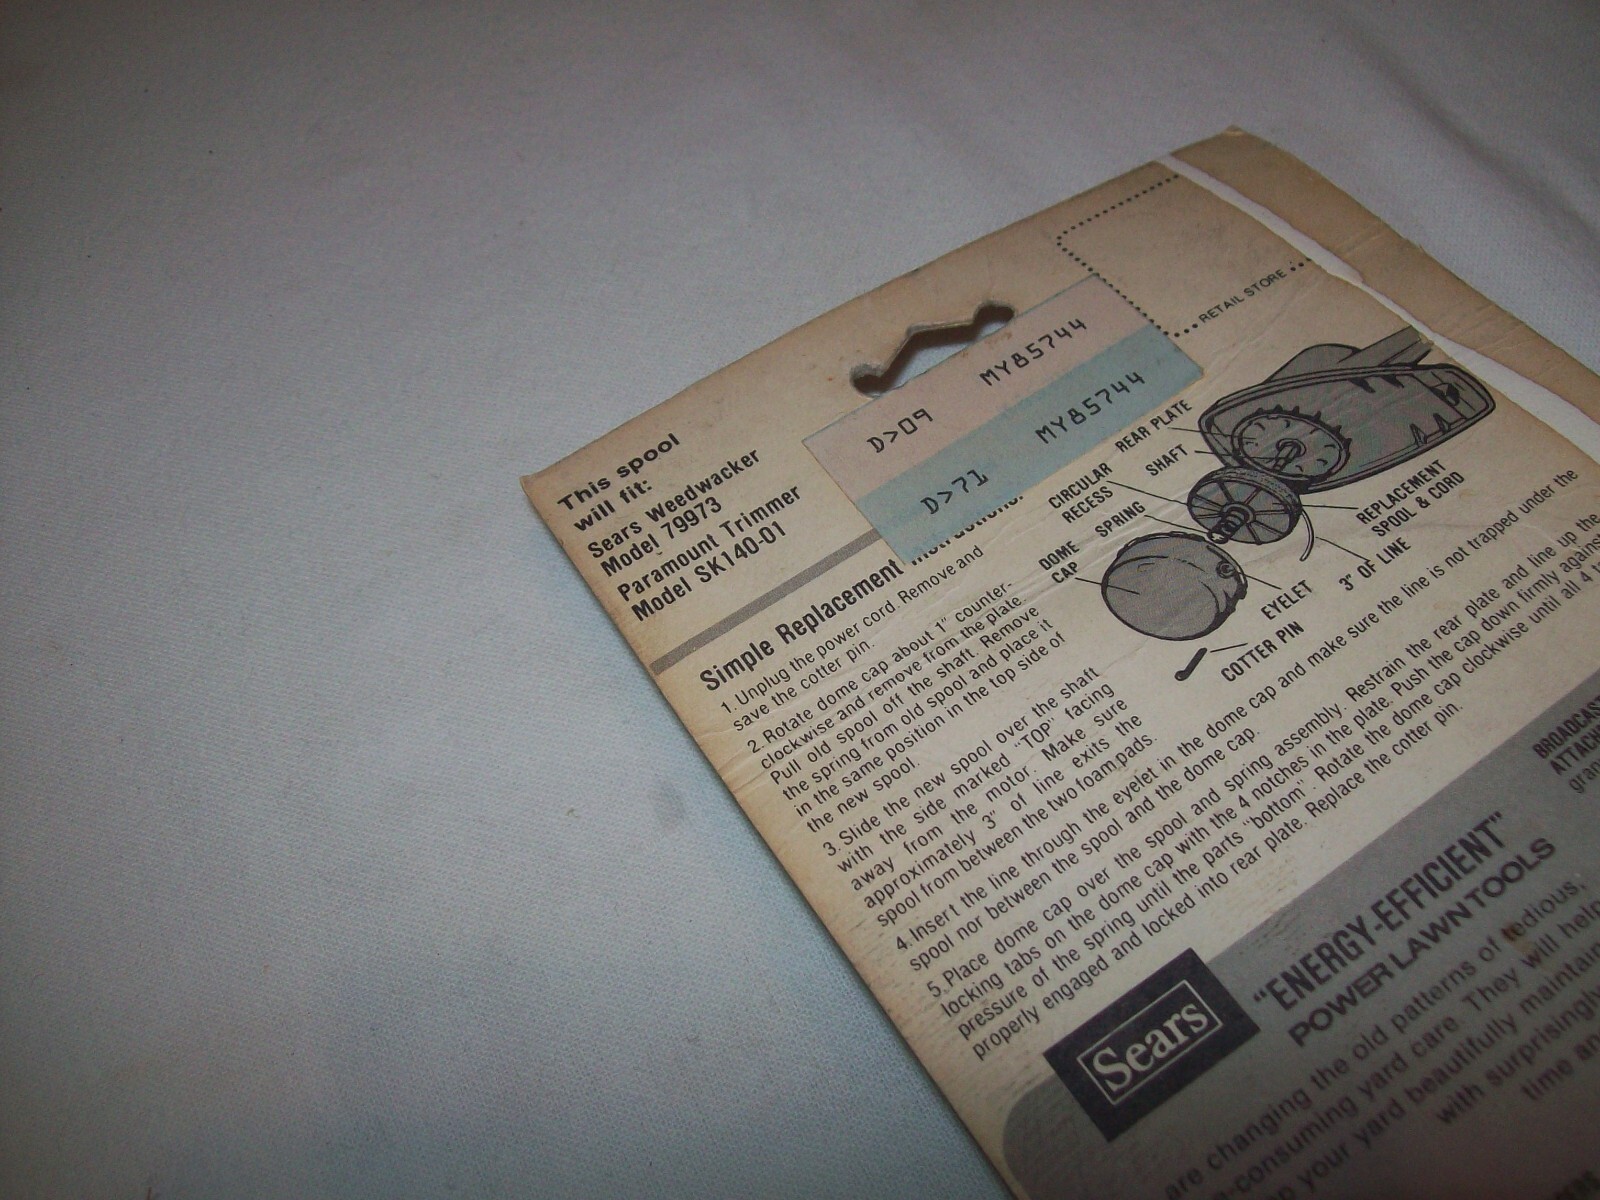 RETAIL STORE
MY85744
D>09
MY85744
D>71
This spool
will fit:
Sears Weedwacker
Model 79973
Paramount Trimmer
Model SK140-01
REAR PLATE
SHAFT
CIRCULAR
RECESS
SPRING
DOME
CAP
REPLACEMENT
SPOOL & CORD
3" OF LINE
EYELET
COTTER PIN
Simple Replacement
1. Unplug the power cord. Remove and
save the cotter pin.
2. Rotate dome cap about 1" counter-
clockwise and remove from the plate.
Pull old spool off the shaft. Remove
the spring from old spool and place it
in the same position in the top side of
the new spool.
3. Slide the new spool over the shaft
with the side marked "TOP" facing
away from the motor. Make sure
approximately 3" of line exits the
spool from between the two foam pads.
4. Insert the line through the eyelet in the dome cap and make sure the line is not trapped under the
spool nor between the spool and the dome cap.
5. Place dome cap over the spool and spring assembly. Restrain the rear plate and line up the
locking tabs on the dome cap with the 4 notches in the plate. Push the cap down firmly against
pressure of the spring until the parts "bottom". Rotate the dome cap clockwise until all 4
properly engaged and locked into rear plate. Replace the cotter pin.
Sears
"ENERGY-EFFICIENT"
POWER LAWN TOOLS
are changing the old patterns of tedious,
-consuming yard care. They will help
your yard beautifully maintain
with surprisingly
time an